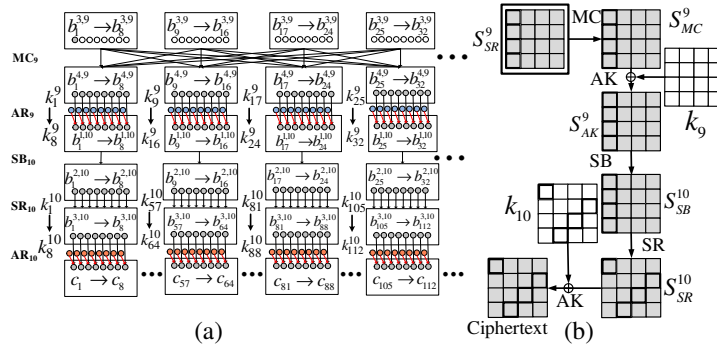 b_1^{3,9} → b_8^{3,9} b_9^{3,9} → b_16^{3,9} b_17^{3,9} → b_24^{3,9} b_25^{3,9} → b_32^{3,9}
MC_9
b_1^{4,9} → b_8^{4,9} b_9^{4,9} → b_16^{4,9} b_17^{4,9} → b_24^{4,9} b_25^{4,9} → b_32^{4,9}
k_1^9 k_9^9 k_17^9 k_25^9
AR_9
k_8^9 k_16^9 k_24^9 k_32^9
b_1^{1,10} → b_8^{1,10} b_9^{1,10} → b_16^{1,10} b_17^{1,10} → b_24^{1,10} b_25^{1,10} → b_32^{1,10}
SB_10
b_1^{2,10} → b_8^{2,10} b_9^{2,10} → b_16^{2,10} b_17^{2,10} → b_24^{2,10} b_25^{2,10} → b_32^{2,10}
SR_10
k_1^10 k_57^10 k_81^10 k_105^10
b_1^{3,10} → b_8^{3,10} b_57^{3,10} → b_64^{3,10} b_81^{3,10} → b_88^{3,10} b_105^{3,10} → b_112^{3,10}
k_8^10 k_64^10 k_88^10 k_112^10
AR_10
c_1 → c_8 c_57 → c_64 c_81 → c_88 c_105 → c_112
(a)
S_SR^9
MC
S_MC^9
AK
k_9
S_AK^9
SB
k_10
S_SB^10
SR
S_SR^10
AK
Ciphertext
(b)